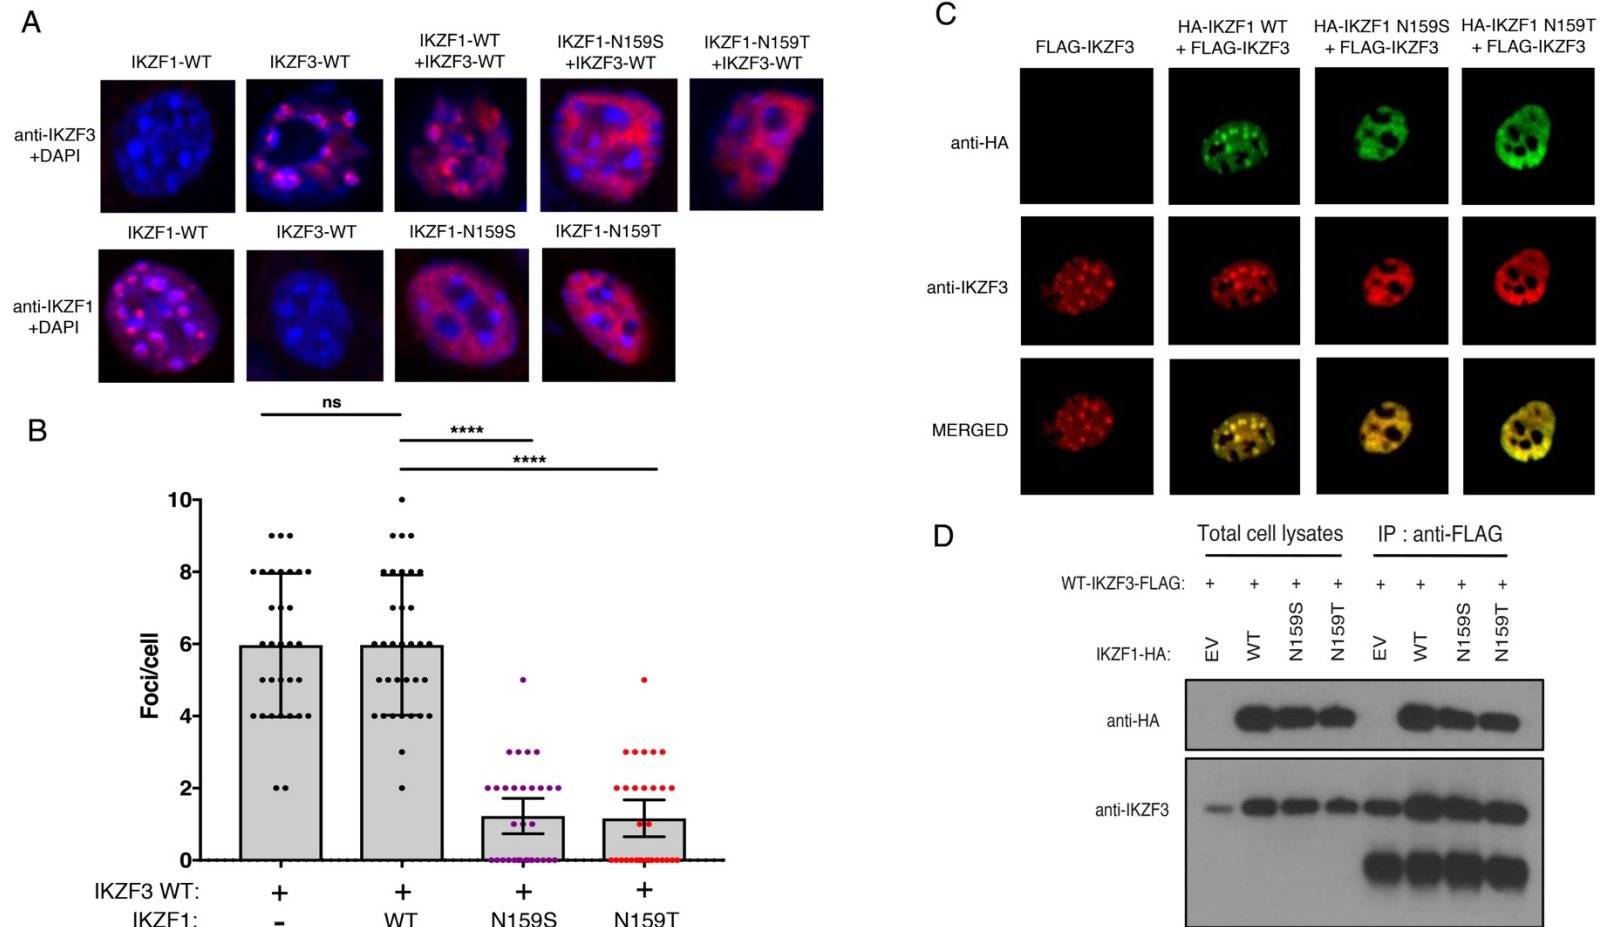 A
IKZF1-WT
IKZF3-WT
IKZF1-WT
+IKZF3-WT
IKZF1-N159S
+IKZF3-WT
IKZF1-N159T
+IKZF3-WT
anti-IKZF3
+DAPI
IKZF1-WT
IKZF3-WT
IKZF1-N159S
IKZF1-N159T
anti-IKZF1
+DAPI
B
ns
****
****
Foci/cell
10
8
6
4
2
0
IKZF3 WT: + + + +
IKZF1: - WT N159S N159T
C
FLAG-IKZF3
HA-IKZF1 WT
+ FLAG-IKZF3
HA-IKZF1 N159S
+ FLAG-IKZF3
HA-IKZF1 N159T
+ FLAG-IKZF3
anti-HA
anti-IKZF3
MERGED
D
Total cell lysates
IP : anti-FLAG
WT-IKZF3-FLAG: + + + + + + + +
IKZF1-HA: EV WT N159S N159T EV WT N159S N159T
anti-HA
anti-IKZF3